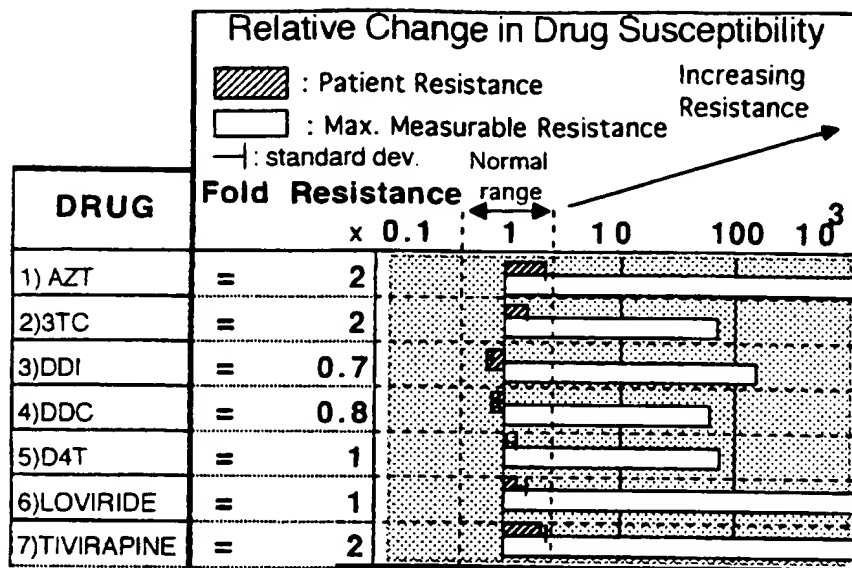 Relative Change in Drug Susceptibility
: Patient Resistance
: Max. Measurable Resistance
: standard dev.
Increasing
Resistance
Normal
range
DRUG
Fold Resistance
x 0.1 1 10 100 10³
1) AZT = 2
2)3TC = 2
3)DDI = 0.7
4)DDC = 0.8
5)D4T = 1
6)LOVIRIDE = 1
7)TIVIRAPINE = 2